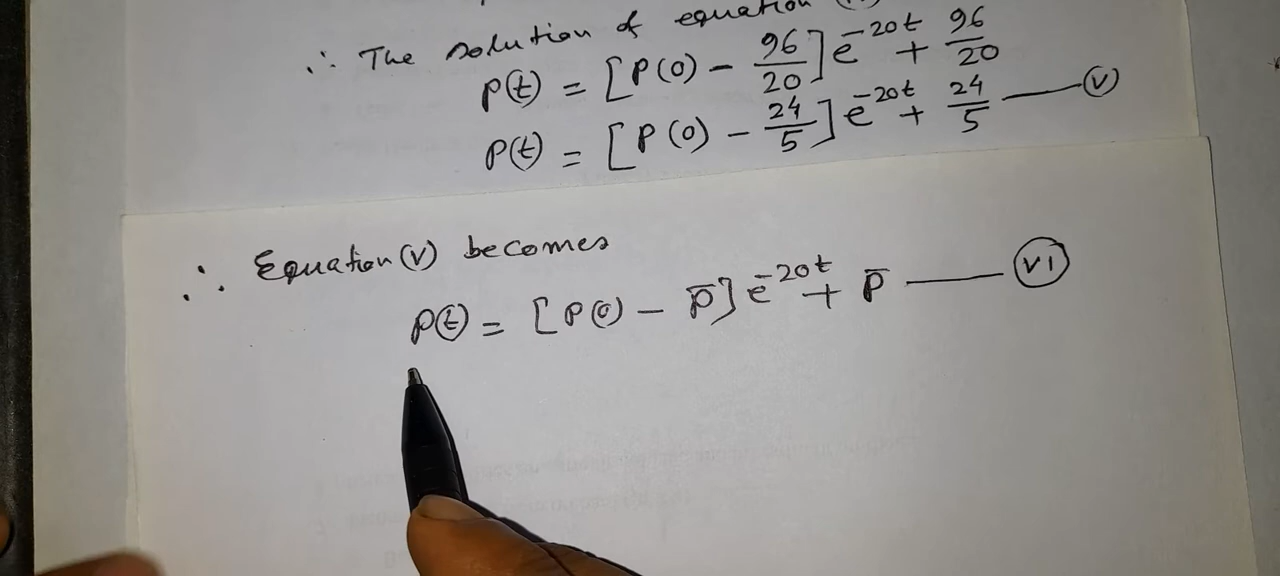 ∴ The solution of equation
P(t) = [P(0) - 96/20] e^-20t + 96/20
P(t) = [P(0) - 24/5] e^-20t + 24/5 — (V)
∴ Equation (V) becomes
P(t) = [P(0) - P̄] e^-20t + P̄ — (VI)